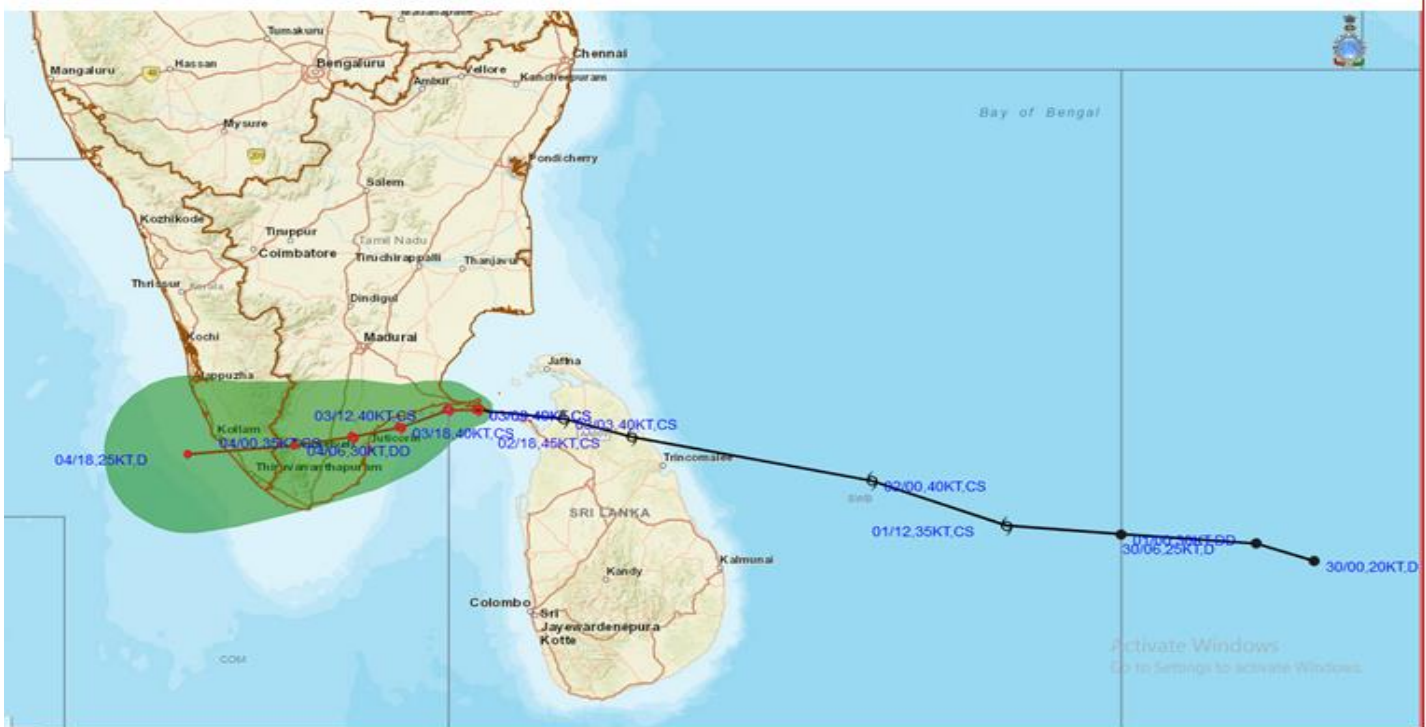 Tumakuru
Hassan
Bengaluru
Mangaluru
Chennai
Vellore
Ambur
Kancheepuram
Bay of Bengal
Mysure
Pondicherry
Salem
Kozhikode
Tiruppur
Coimbatore
Tamil Nadu
Tiruchirappalli
Thanjavur
Thrissur
Kerala
Dindigul
Kochi
Madurai
Jaffna
Alappuzha
03/12,40KT,CS
03/09,40KT,CS
03/03,40KT,CS
Kollam
04/00,35KT,CS
Tuticorin
03/18,40KT,CS
02/18,45KT,CS
04/06,30KT,DD
04/18,25KT,D
Thiruvananthapuram
Trincomalee
02/00,40KT,CS
SRI LANKA
01/12,35KT,CS
01/00,30KT,DD
30/06,25KT,D
30/00,20KT,D
Kalmunai
Kandy
Colombo
Sri
Jayewardenepura
Kotte
COM
Activate Windows
Go to Settings to activate Windows.